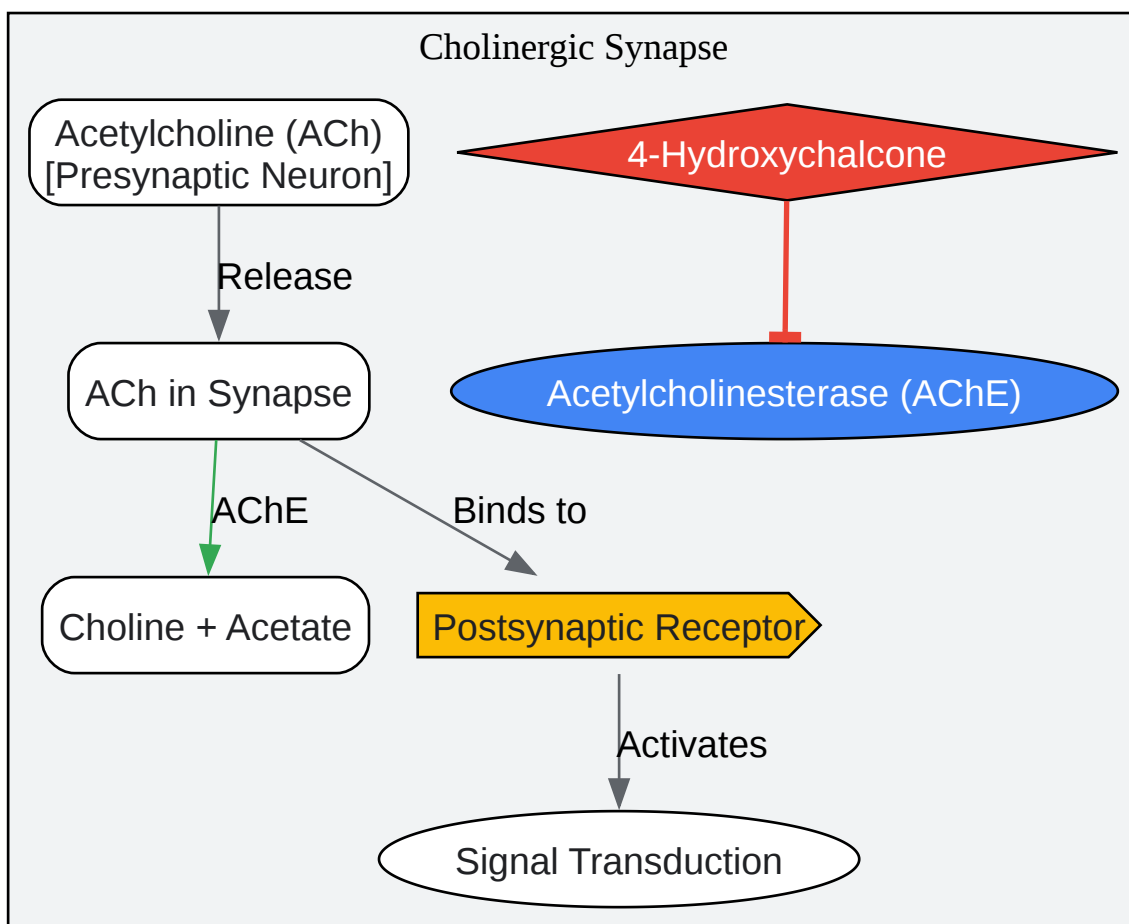 Cholinergic Synapse
Acetylcholine (ACh)
[Presynaptic Neuron]
4-Hydroxychalcone
Release
ACh in Synapse
Acetylcholinesterase (AChE)
AChE
Binds to
Choline + Acetate
Postsynaptic Receptor
Activates
Signal Transduction